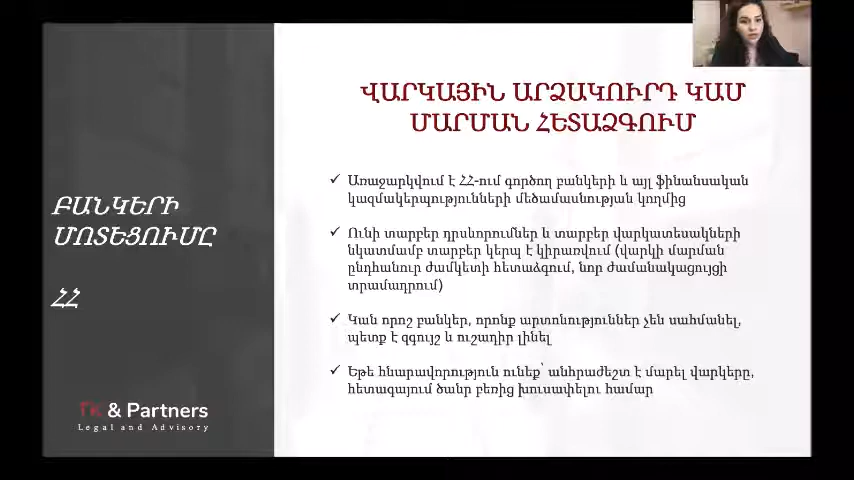 ԲԱՆԿԵՐԻ
ՄՈՏԵՑՈՒՄԸ
ՀՀ
ՎԱՐԿԱՅԻՆ ԱՐՁԱԿՈՒՐԴ ԿԱՄ
ՄԱՐՄԱՆ ՀԵՏԱՁԳՈՒՄ
✓ Առաջարկվում է ՀՀ-ում գործող բանկերի և այլ ֆինանսական
կազմակերպությունների մեծամասնության կողմից
✓ Ունի տարբեր դրսևորումներ և տարբեր վարկատեսակների
նկատմամբ տարբեր կերպ է կիրառվում (վարկի մարման
ընդհանուր ժամկետի հետաձգում, նոր ժամանակացույցի
տրամադրում)
✓ Կան որոշ բանկեր, որոնք արտոնություններ չեն սահմանել,
պետք է զգույշ և ուշադիր լինել
✓ Եթե հնարավորություն ունեք՝ անհրաժեշտ է մարել վարկերը,
հետագայում ծանր բեռից խուսափելու համար
TK & Partners
Legal and Advisory